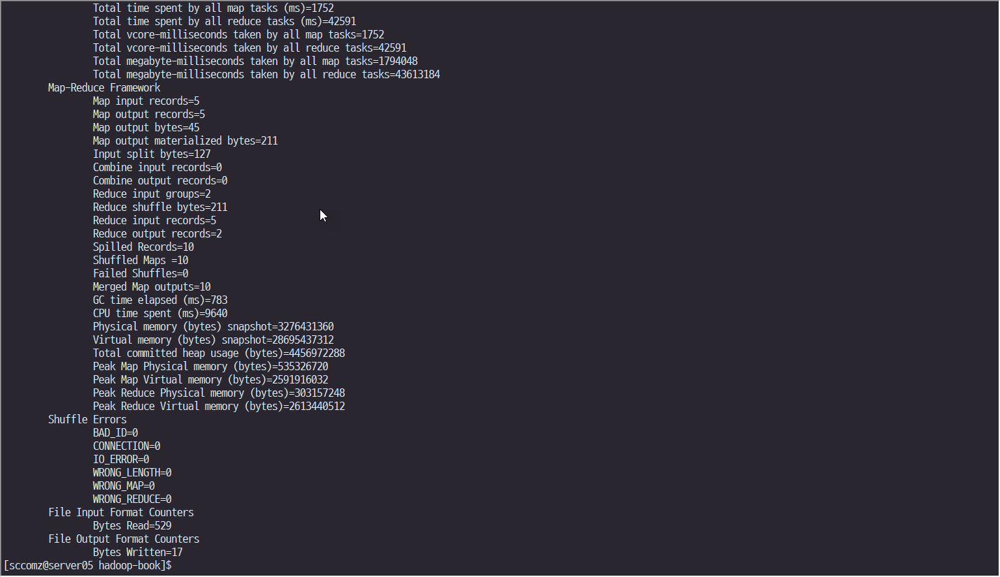 Total time spent by all map tasks (ms)=1752
Total time spent by all reduce tasks (ms)=42591
Total vcore-milliseconds taken by all map tasks=1752
Total vcore-milliseconds taken by all reduce tasks=42591
Total megabyte-milliseconds taken by all map tasks=1794048
Total megabyte-milliseconds taken by all reduce tasks=43613184
Map-Reduce Framework
Map input records=5
Map output records=5
Map output bytes=45
Map output materialized bytes=211
Input split bytes=127
Combine input records=0
Combine output records=0
Reduce input groups=2
Reduce shuffle bytes=211
Reduce input records=5
Reduce output records=2
Spilled Records=10
Shuffled Maps =10
Failed Shuffles=0
Merged Map outputs=10
GC time elapsed (ms)=783
CPU time spent (ms)=9640
Physical memory (bytes) snapshot=3276431360
Virtual memory (bytes) snapshot=28695437312
Total committed heap usage (bytes)=4456972288
Peak Map Physical memory (bytes)=535326720
Peak Map Virtual memory (bytes)=2591916032
Peak Reduce Physical memory (bytes)=303157248
Peak Reduce Virtual memory (bytes)=2613440512
Shuffle Errors
BAD_ID=0
CONNECTION=0
IO_ERROR=0
WRONG_LENGTH=0
WRONG_MAP=0
WRONG_REDUCE=0
File Input Format Counters
Bytes Read=529
File Output Format Counters
Bytes Written=17
[sccomz@server05 hadoop-book]$